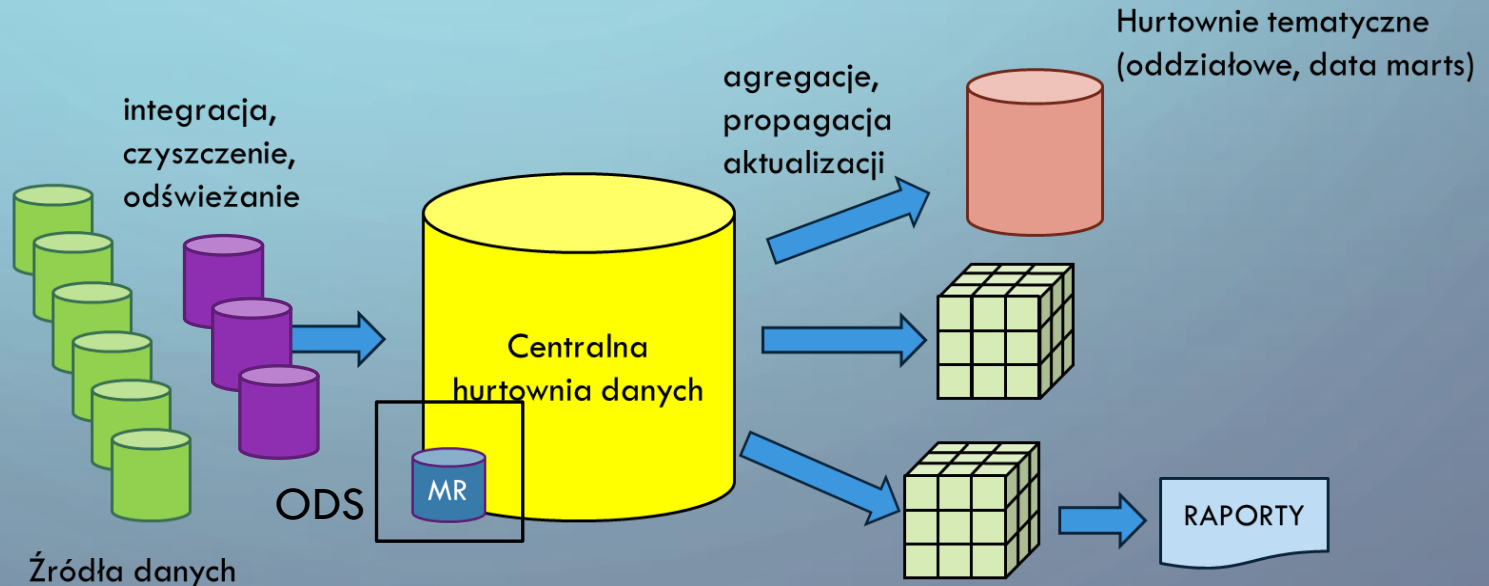 Hurtownie tematyczne
(oddziałowe, data marts)
agregacje,
propagacja
aktualizacji
integracja,
czyszczenie,
odświeżanie
Centralna
hurtownia danych
MR
ODS
RAPORTY
Źródła danych